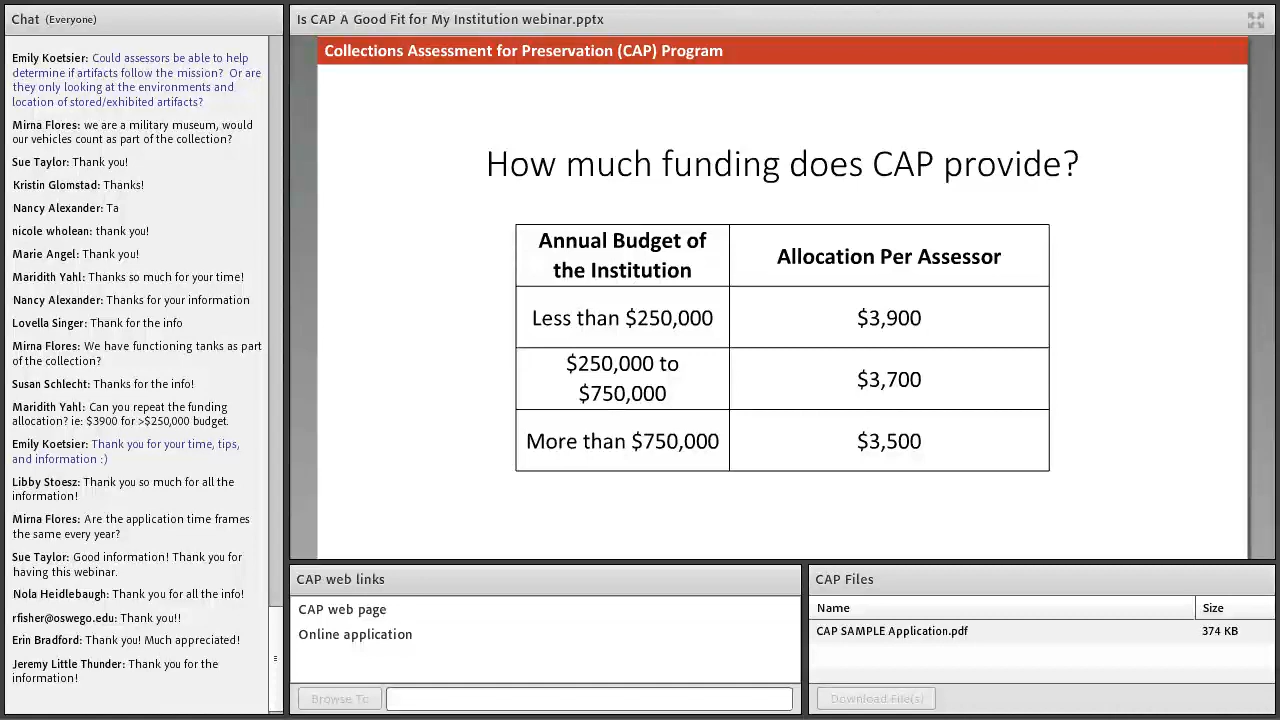 Chat (Everyone)
Emily Koetsier: Could assessors be able to help
determine if artifacts follow the mission? Or are
they only looking at the environments and
location of stored/exhibited artifacts?
Mirna Flores: we are a military museum, would
our vehicles count as part of the collection?
Sue Taylor: Thank you!
Kristin Glomstad: Thanks!
Nancy Alexander: Ta
nicole wholean: thank you!
Marie Angel: Thank you!
Maridith Yahl: Thanks so much for your time!
Nancy Alexander: Thanks for your information
Lovella Singer: Thank for the info
Mirna Flores: We have functioning tanks as part
of the collection?
Susan Schlecht: Thanks for the info!
Maridith Yahl: Can you repeat the funding
allocation? ie: $3900 for >$250,000 budget.
Emily Koetsier: Thank you for your time, tips,
and information :)
Libby Stoesz: Thank you so much for all the
information!
Mirna Flores: Are the application time frames
the same every year?
Sue Taylor: Good information! Thank you for
having this webinar.
Nola Heidlebaugh: Thank you for all the info!
rfisher@oswego.edu: Thank you!!
Erin Bradford: Thank you! Much appreciated!
Jeremy Little Thunder: Thank you for the
information!
Is CAP A Good Fit for My Institution webinar.pptx
Collections Assessment for Preservation (CAP) Program
How much funding does CAP provide?
Annual Budget of
the Institution
Allocation Per Assessor
Less than $250,000
$3,900
$250,000 to
$750,000
$3,700
More than $750,000
$3,500
CAP web links
CAP web page
Online application
Browse To
CAP Files
Name
Size
CAP SAMPLE Application.pdf
374 KB
Download File(s)